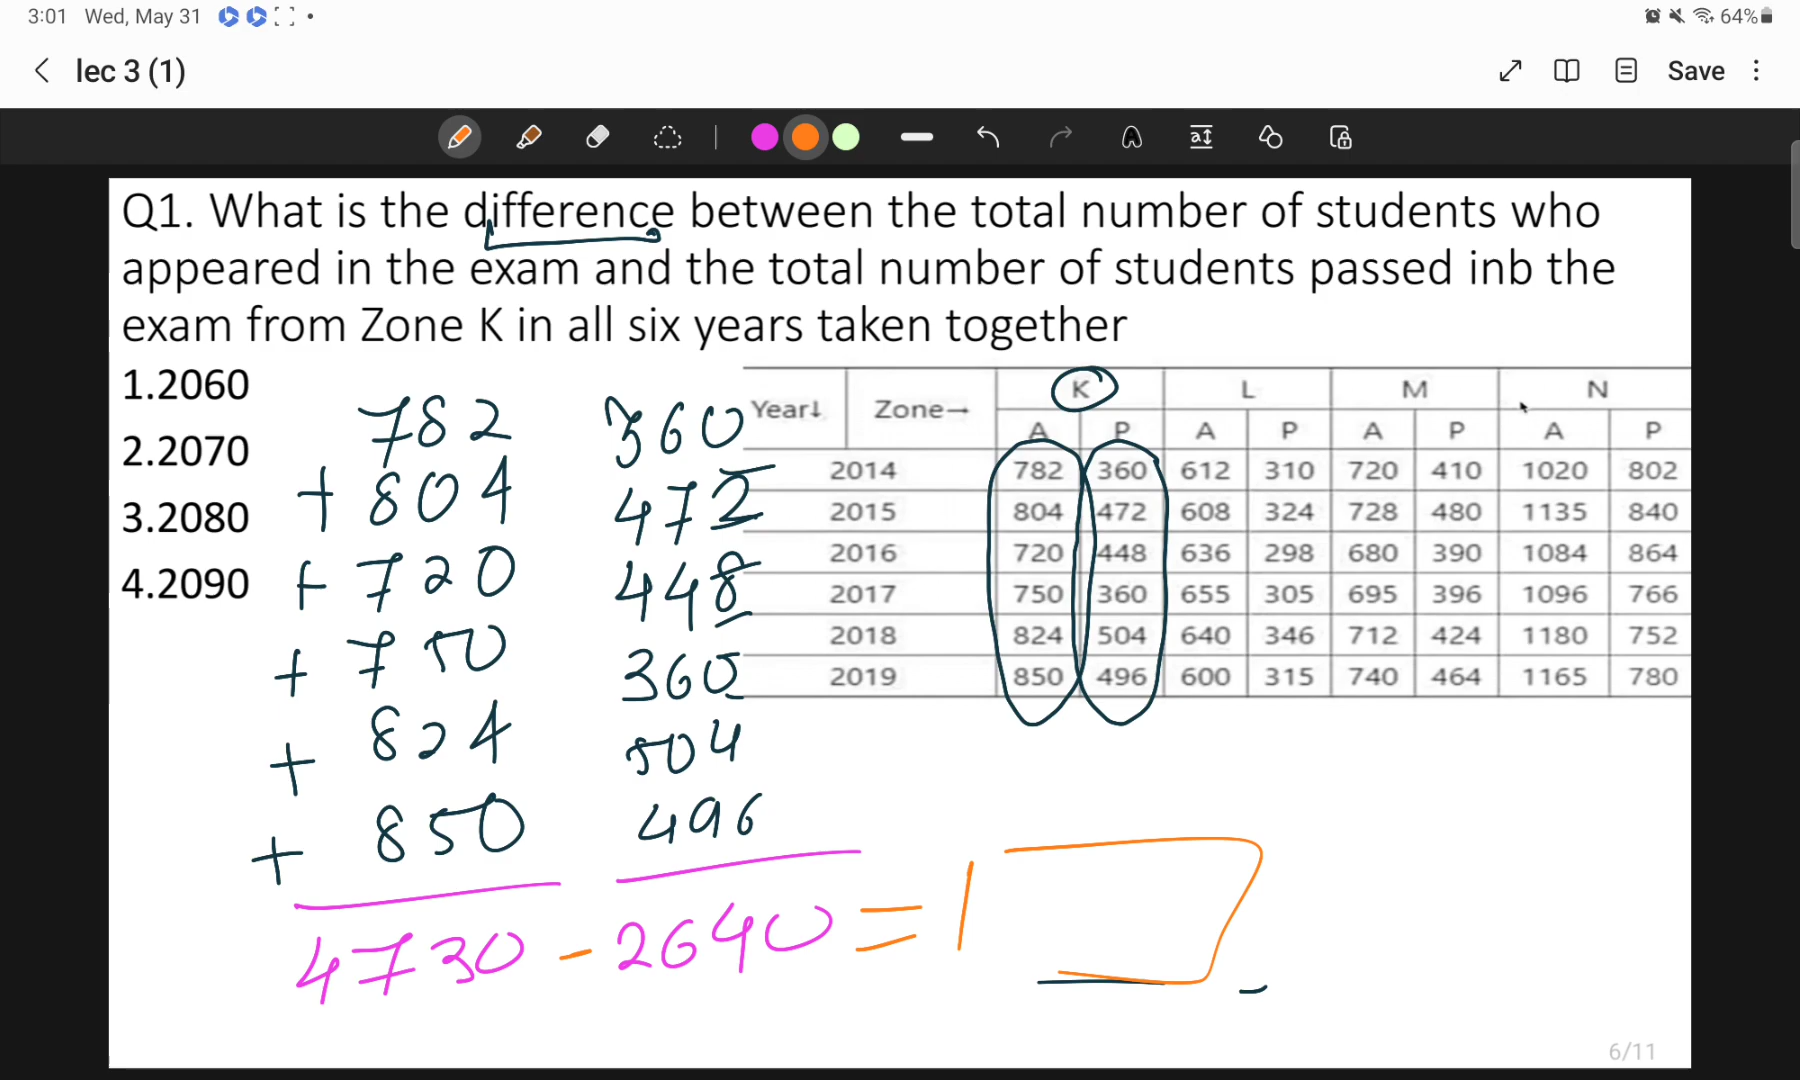 3:01 Wed, May 31
64%
lec 3 (1)
Save
Q1. What is the difference between the total number of students who
appeared in the exam and the total number of students passed inb the
exam from Zone K in all six years taken together
1.2060
2.2070
3.2080
4.2090
782 360
+ 804 472
+ 720 448
+ 750 360
+ 824 504
+ 850 496
4730 - 2640 =
Year↓ Zone→ K L M N
A P A P A P A P
2014 782 360 612 310 720 410 1020 802
2015 804 472 608 324 728 480 1135 840
2016 720 448 636 298 680 390 1084 864
2017 750 360 655 305 695 396 1096 766
2018 824 504 640 346 712 424 1180 752
2019 850 496 600 315 740 464 1165 780
6/11